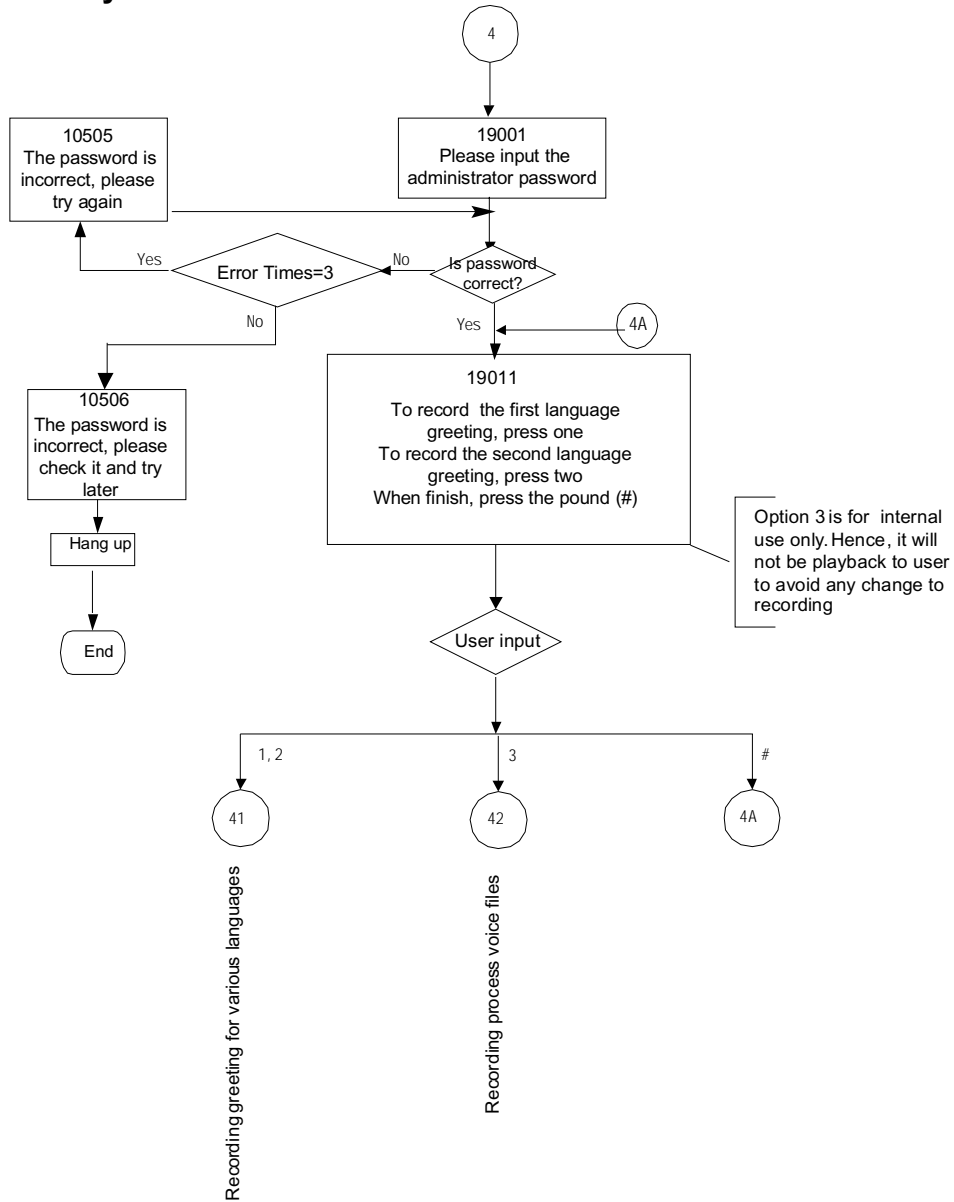 4
19001
Please input the
administrator password
10505
The password is
incorrect, please
try again
Is password
correct?
No
Error Times=3
Yes
No
Yes
4A
10506
The password is
incorrect, please
check it and try
later
Hang up
End
19011
To record the first language
greeting, press one
To record the second language
greeting, press two
When finish, press the pound (#)
Option 3 is for internal
use only. Hence, it will
not be playback to user
to avoid any change to
recording
User input
1, 2
3
#
41
42
4A
Recording greeting for various languages
Recording process voice files